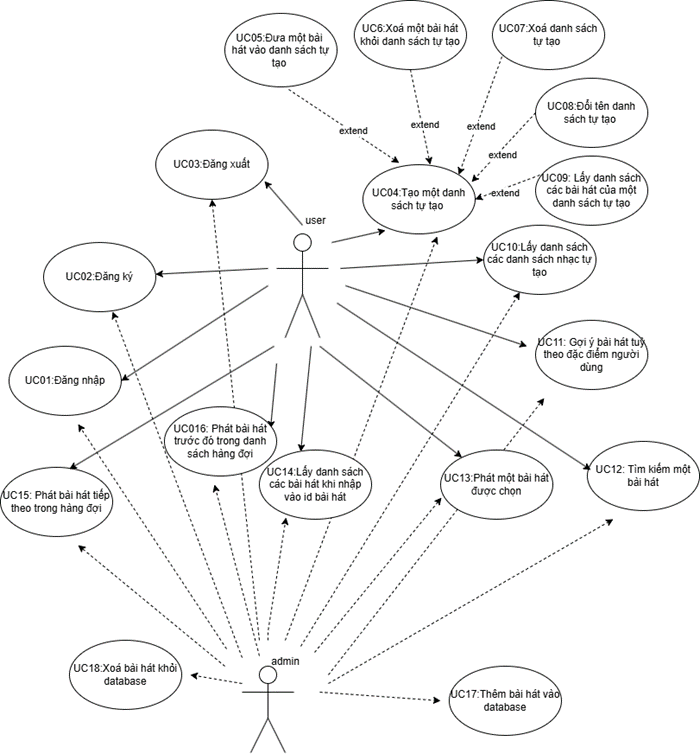 UC05:Đưa một bài
hát vào danh sách tự
tạo
UC6:Xoá một bài hát
khỏi danh sách tự tạo
UC07:Xoá danh sách
tự tạo
UC08:Đổi tên danh
sách tự tạo
extend
extend
extend
extend
UC03:Đăng xuất
UC04:Tạo một danh
sách tự tạo
extend
UC09: Lấy danh sách
các bài hát của một
danh sách tự tạo
user
UC10:Lấy danh sách
các danh sách nhạc tự
tạo
UC02:Đăng ký
UC11: Gợi ý bài hát tuỳ
theo đặc điểm người
dùng
UC01:Đăng nhập
UC016: Phát bài hát
trước đó trong danh
sách hàng đợi
UC15: Phát bài hát tiếp
theo trong hàng đợi
UC14:Lấy danh sách
các bài hát khi nhập
vào id bài hát
UC13:Phát một bài hát
được chọn
UC12: Tìm kiếm một
bài hát
admin
UC18:Xoá bài hát khỏi
database
UC17:Thêm bài hát vào
database